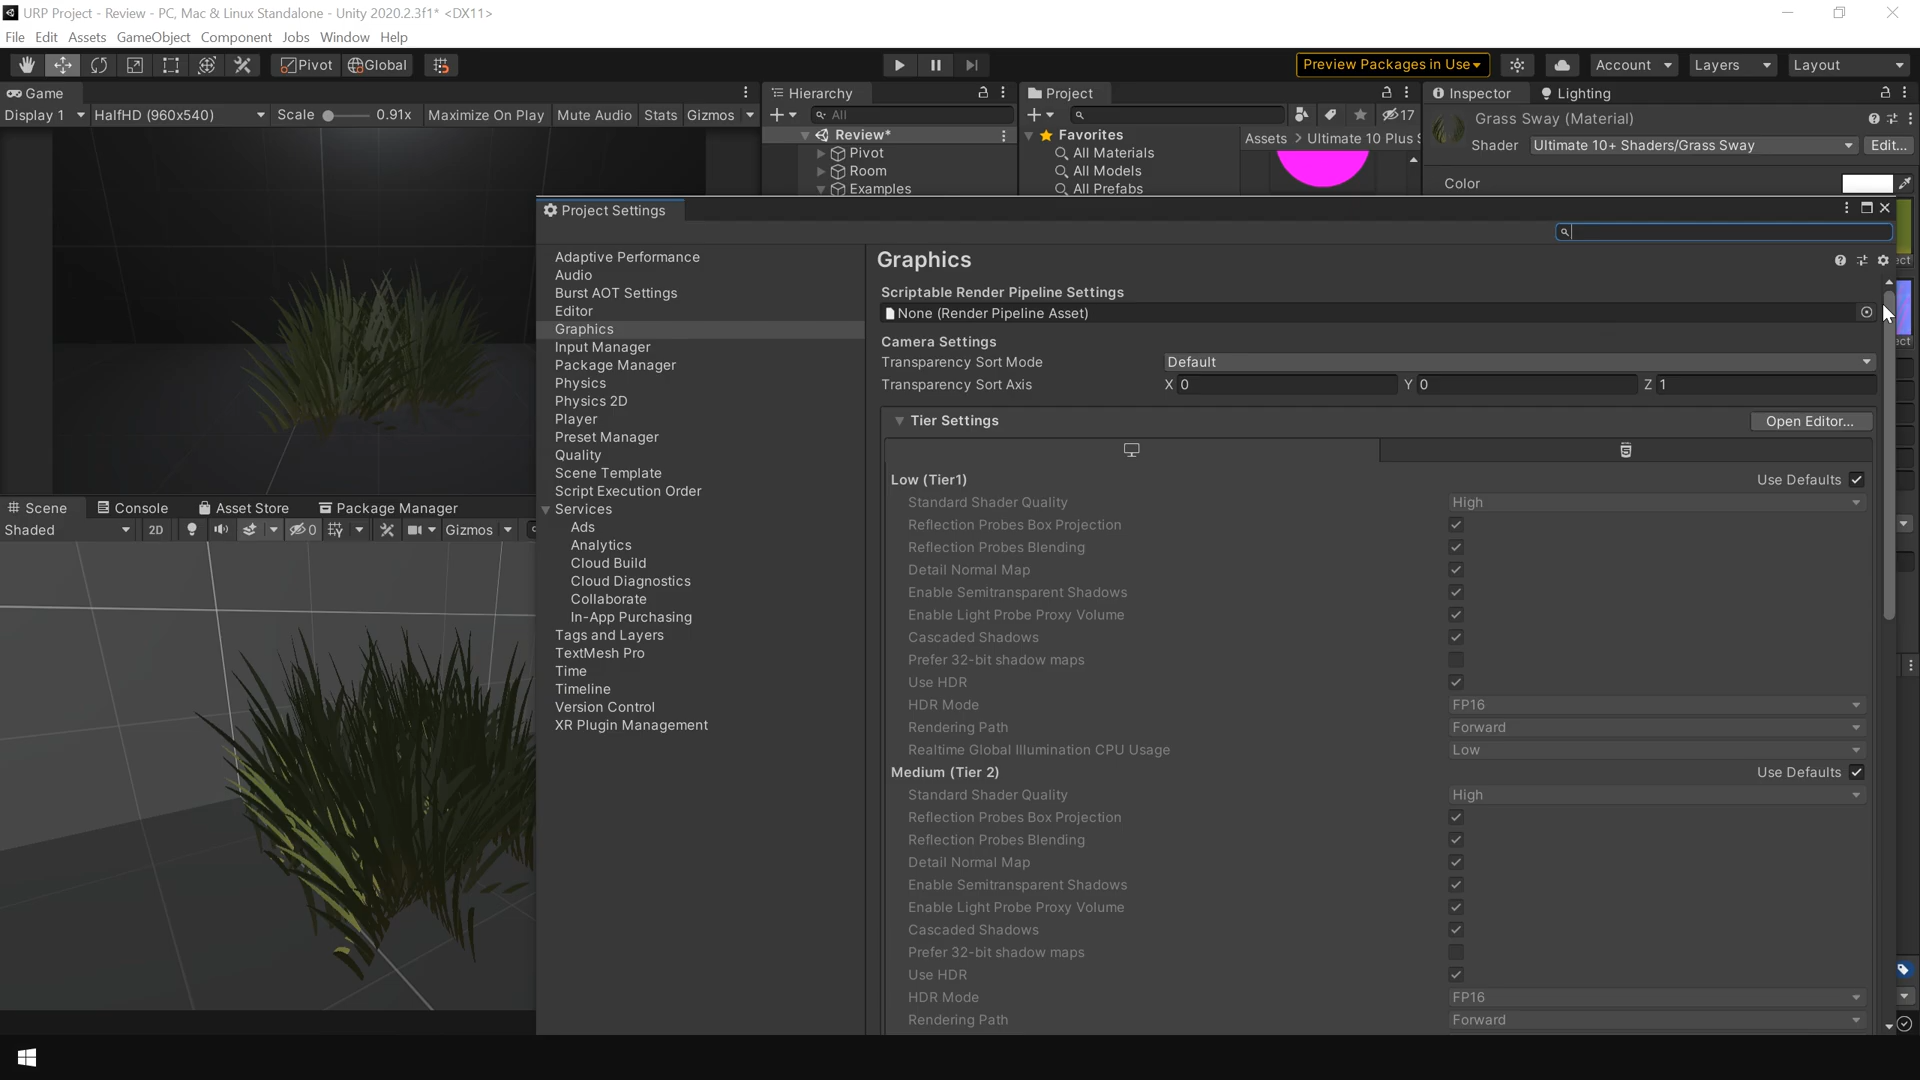 URP Project - Review - PC, Mac & Linux Standalone - Unity 2020.2.3f1* <DX11>
File Edit Assets GameObject Component Jobs Window Help
Pivot Global Preview Packages in Use Account Layers Layout
Game Hierarchy Project Inspector Lighting
Display 1 HalfHD (960x540) Scale 0.91x Maximize On Play Mute Audio Stats Gizmos All 17 Grass Sway (Material)
Review* Favorites Assets > Ultimate 10 Plus S Shader Ultimate 10+ Shaders/Grass Sway Edit...
Pivot All Materials
Room All Models
Examples All Prefabs Color
Project Settings
Adaptive Performance
Audio
Burst AOT Settings
Editor
Graphics
Input Manager
Package Manager
Physics
Physics 2D
Player
Preset Manager
Quality
Scene Template
Script Execution Order
Services
Ads
Analytics
Cloud Build
Cloud Diagnostics
Collaborate
In-App Purchasing
Tags and Layers
TextMesh Pro
Time
Timeline
Version Control
XR Plugin Management
Graphics
Scriptable Render Pipeline Settings
None (Render Pipeline Asset)
Camera Settings
Transparency Sort Mode Default
Transparency Sort Axis X 0 Y 0 Z 1
Tier Settings Open Editor...
Low (Tier1) Use Defaults
Standard Shader Quality High
Reflection Probes Box Projection
Reflection Probes Blending
Detail Normal Map
Enable Semitransparent Shadows
Enable Light Probe Proxy Volume
Cascaded Shadows
Prefer 32-bit shadow maps
Use HDR
HDR Mode FP16
Rendering Path Forward
Realtime Global Illumination CPU Usage Low
Medium (Tier 2) Use Defaults
Standard Shader Quality High
Reflection Probes Box Projection
Reflection Probes Blending
Detail Normal Map
Enable Semitransparent Shadows
Enable Light Probe Proxy Volume
Cascaded Shadows
Prefer 32-bit shadow maps
Use HDR
HDR Mode FP16
Rendering Path Forward
ect
ect
Scene Console Asset Store Package Manager
Shaded 2D 0 Gizmos